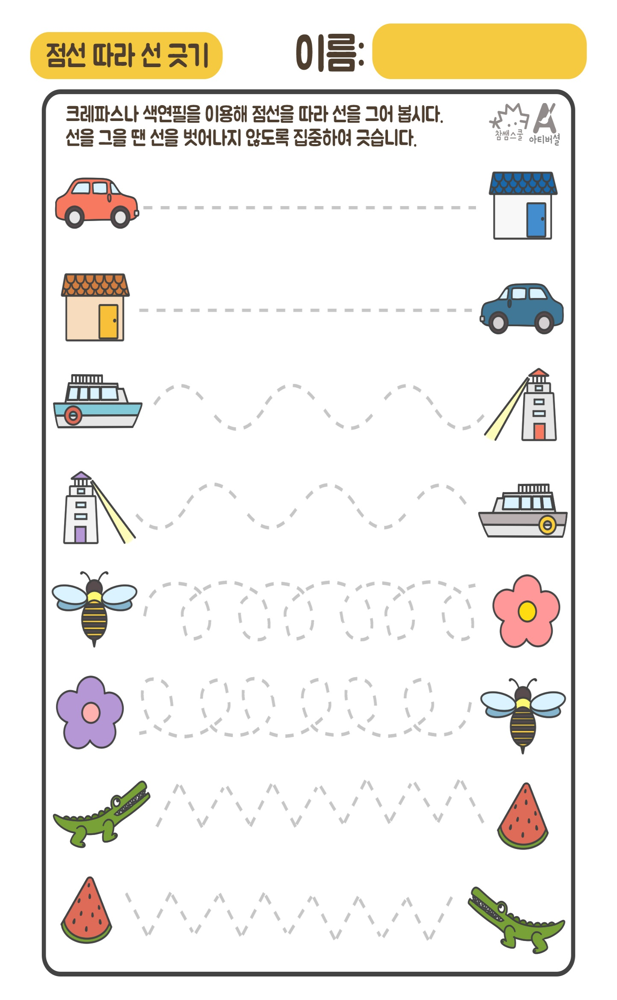 점선 따라 선 긋기
이름:
크레파스나 색연필을 이용해 점선을 따라 선을 그어 봅시다.
선을 그을 땐 선을 벗어나지 않도록 집중하여 긋습니다.
참쌤스쿨
아티버셜